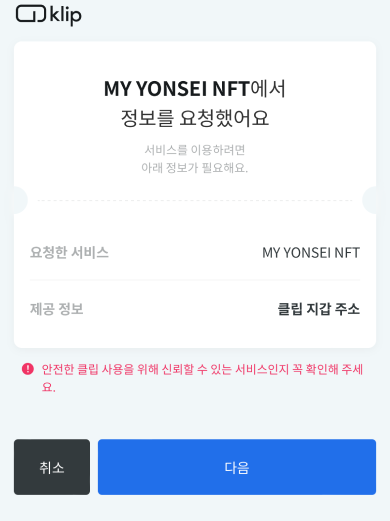 klip
MY YONSEI NFT에서
정보를 요청했어요
서비스를 이용하려면
아래 정보가 필요해요.
요청한 서비스 MY YONSEI NFT
제공 정보 클립 지갑 주소
안전한 클립 사용을 위해 신뢰할 수 있는 서비스인지 꼭 확인해 주세
요.
취소 다음